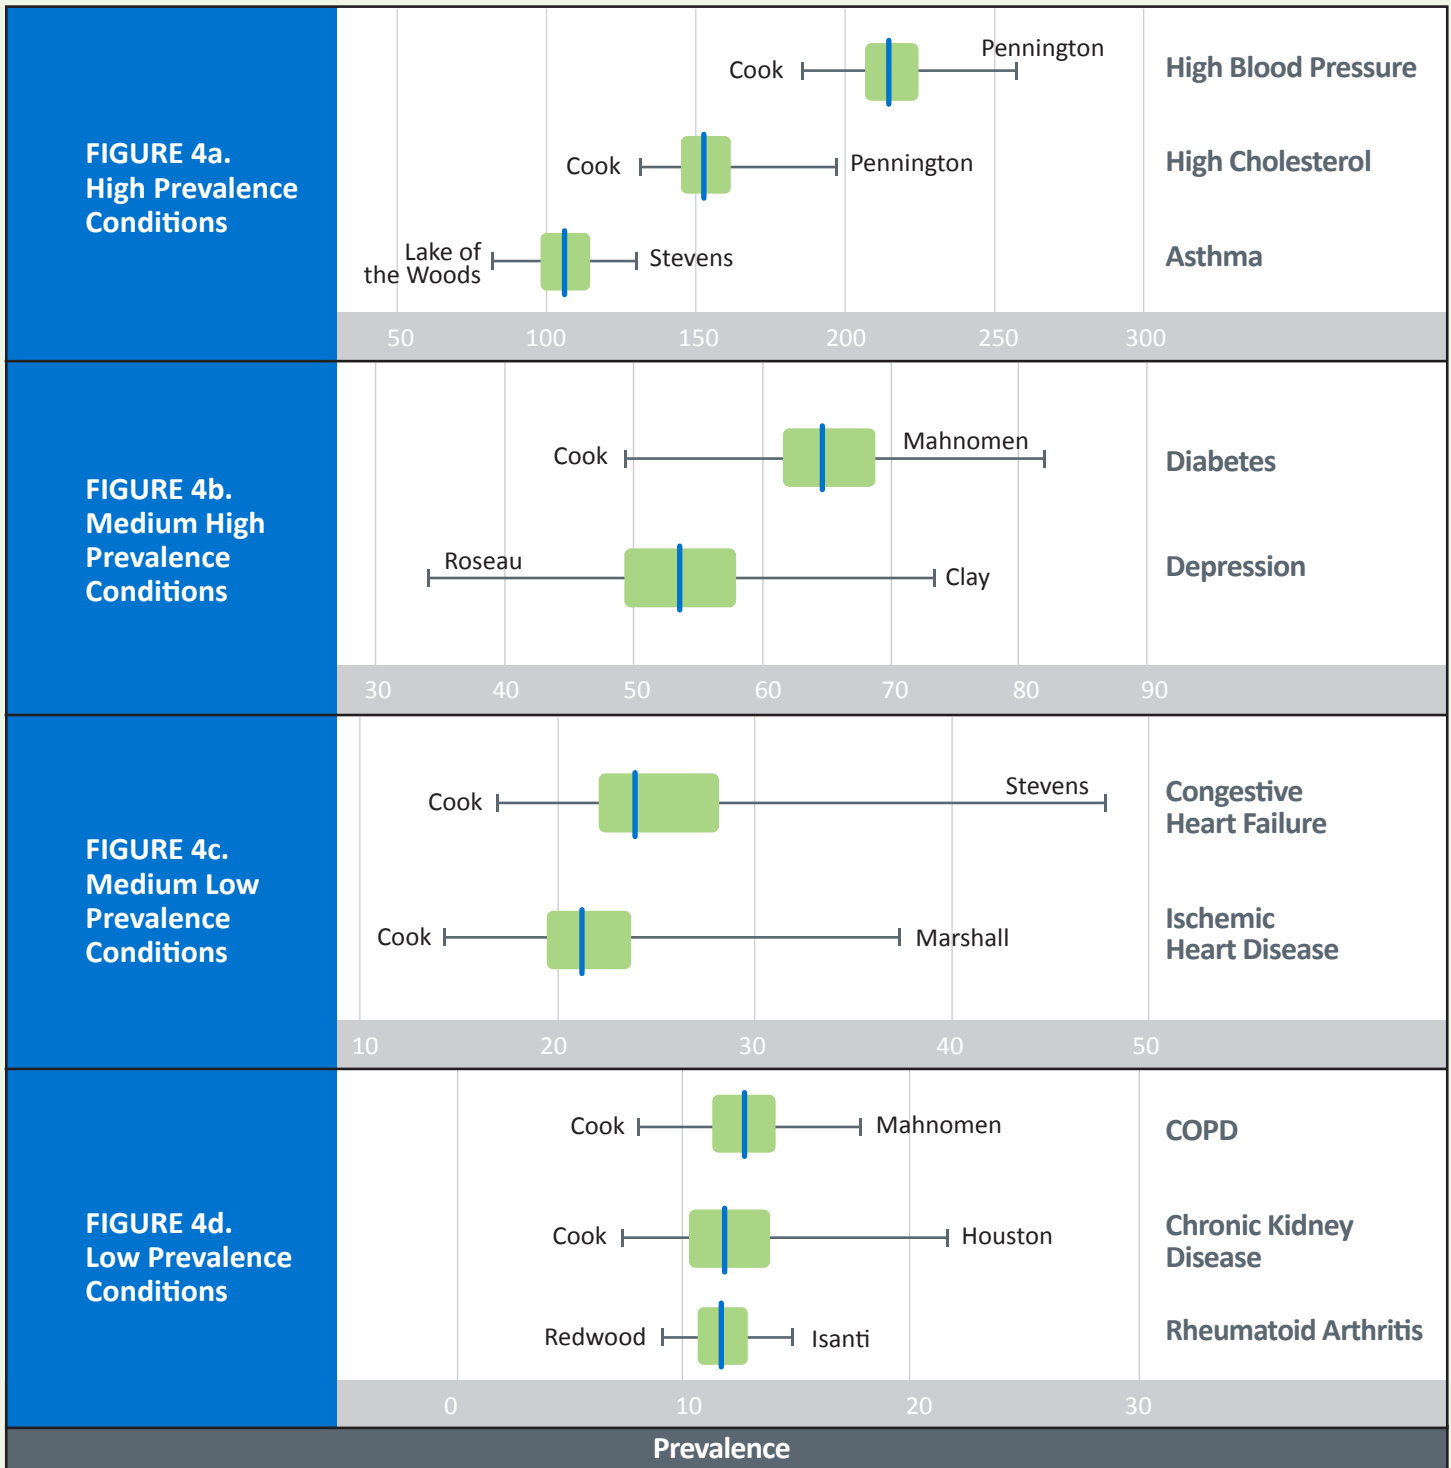 FIGURE 4a.
High Prevalence
Conditions
Pennington
Cook
High Blood Pressure
Cook
Pennington
High Cholesterol
Lake of
the Woods
Stevens
Asthma
50 100 150 200 250 300
FIGURE 4b.
Medium High
Prevalence
Conditions
Cook
Mahnomen
Diabetes
Roseau
Clay
Depression
30 40 50 60 70 80 90
FIGURE 4c.
Medium Low
Prevalence
Conditions
Cook
Stevens
Congestive
Heart Failure
Cook
Marshall
Ischemic
Heart Disease
10 20 30 40 50
FIGURE 4d.
Low Prevalence
Conditions
Cook
Mahnomen
COPD
Cook
Houston
Chronic Kidney
Disease
Redwood
Isanti
Rheumatoid Arthritis
0 10 20 30
Prevalence